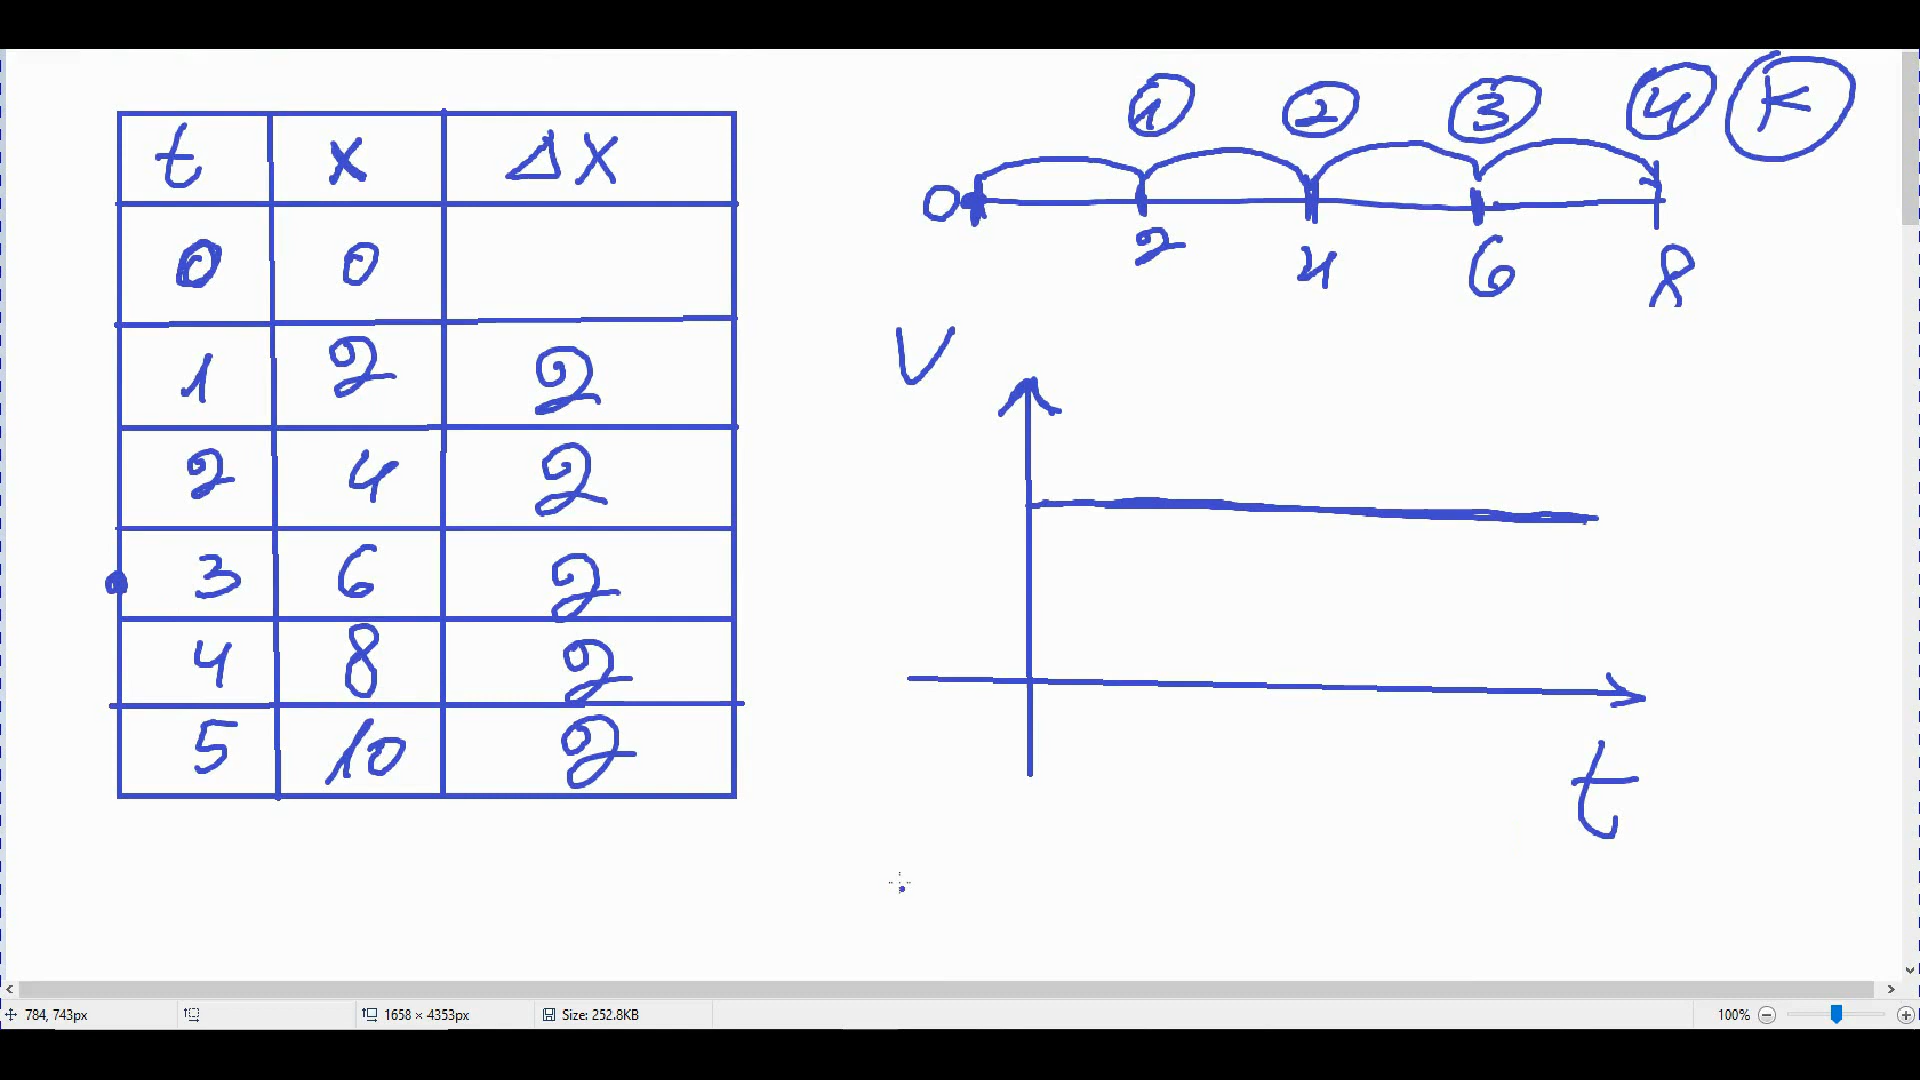 t x Δx
0 0
1 2 2
2 4 2
3 6 2
4 8 2
5 10 2
1 2 3 4 K
0 2 4 6 8
V
t
784, 743px 1658 × 4353px Size: 252.8KB 100%